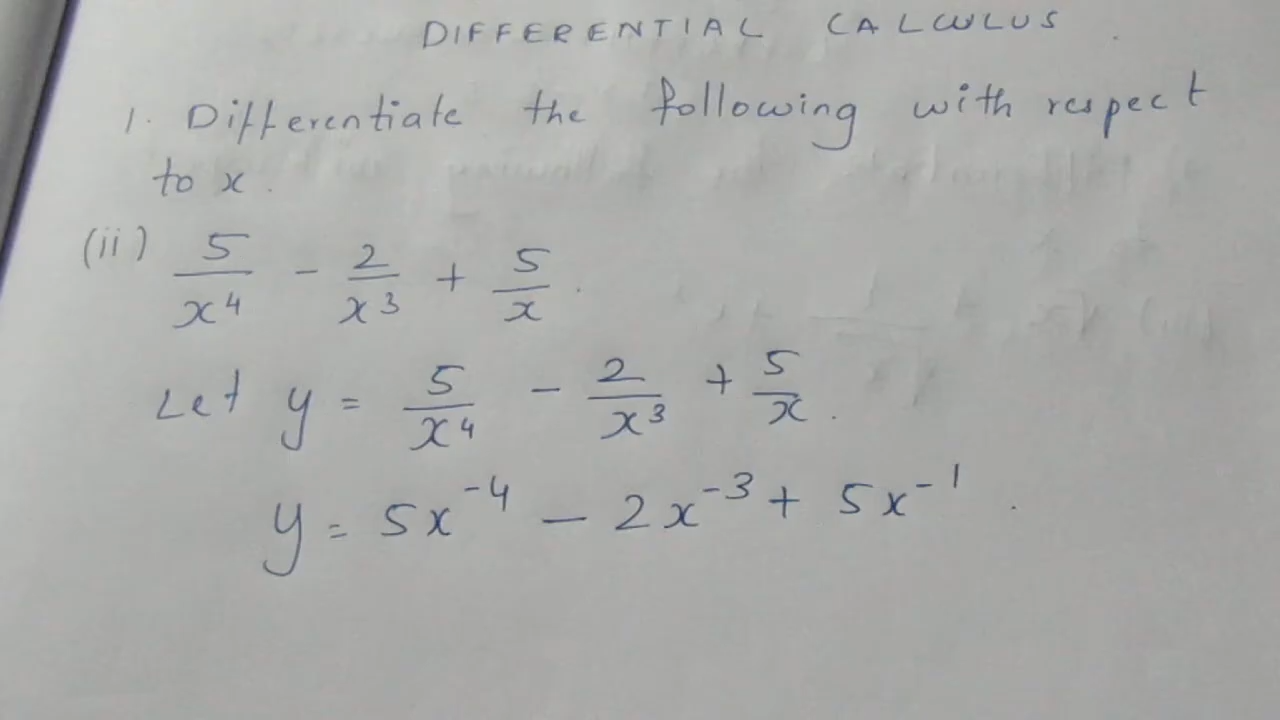 DIFFERENTIAL CALCULUS
1. Differentiate the following with respect
to x.
(ii) 5/x⁴ - 2/x³ + 5/x.
Let y = 5/x⁴ - 2/x³ + 5/x.
y = 5x⁻⁴ - 2x⁻³ + 5x⁻¹.